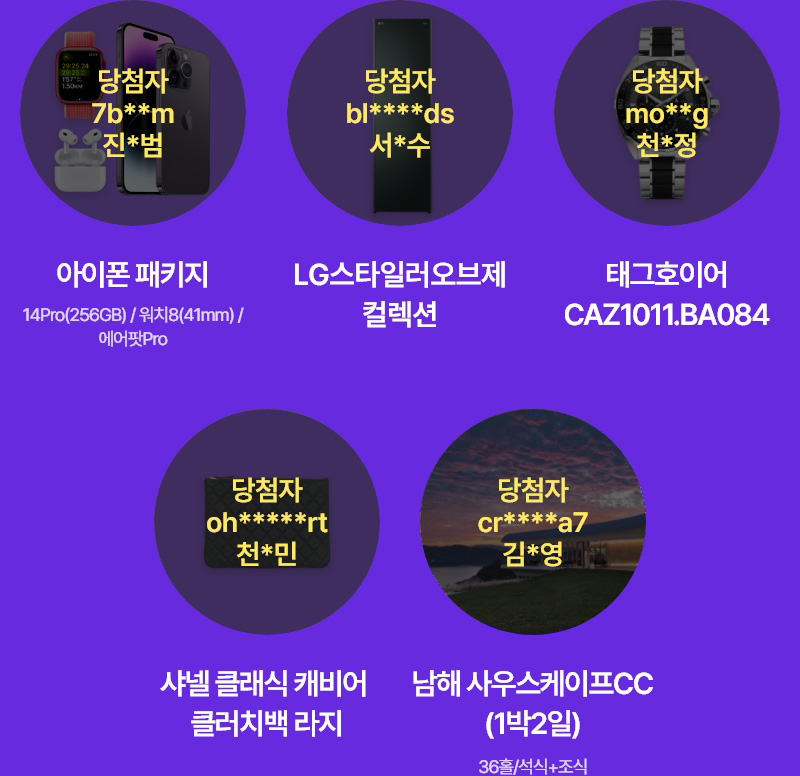 당첨자
7b**m
진*범
아이폰 패키지
14Pro(256GB) / 워치8(41mm) /
에어팟Pro
당첨자
bl****ds
서*수
LG스타일러오브제
컬렉션
당첨자
mo**g
천*정
태그호이어
CAZ1011.BA084
당첨자
oh*****rt
천*민
샤넬 클래식 캐비어
클러치백 라지
당첨자
cr****a7
김*영
남해 사우스케이프CC
(1박2일)
36홀/석식+조식